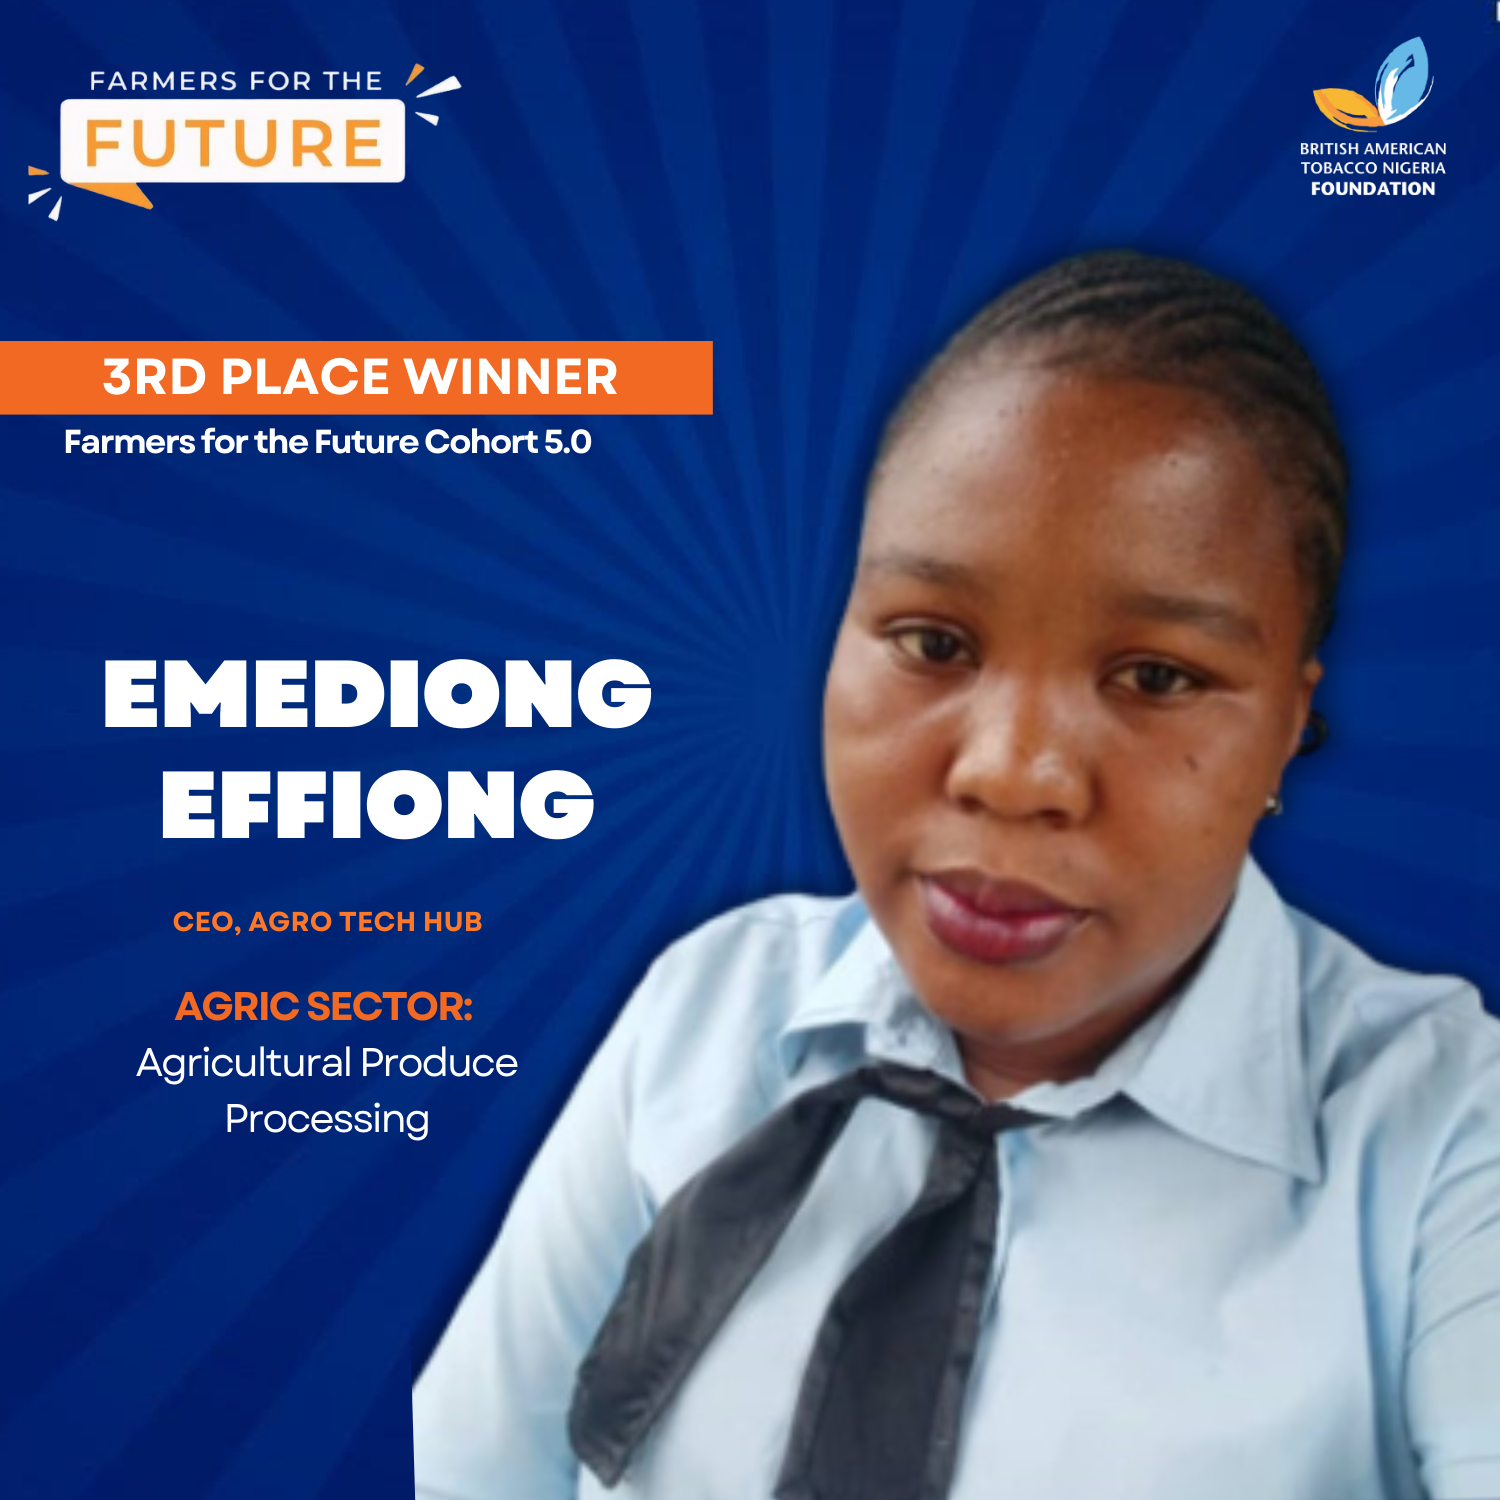 FARMERS FOR THE
FUTURE
BRITISH AMERICAN
TOBACCO NIGERIA
FOUNDATION
3RD PLACE WINNER
Farmers for the Future Cohort 5.0
EMEDIONG
EFFIONG
CEO, AGRO TECH HUB
AGRIC SECTOR:
Agricultural Produce
Processing